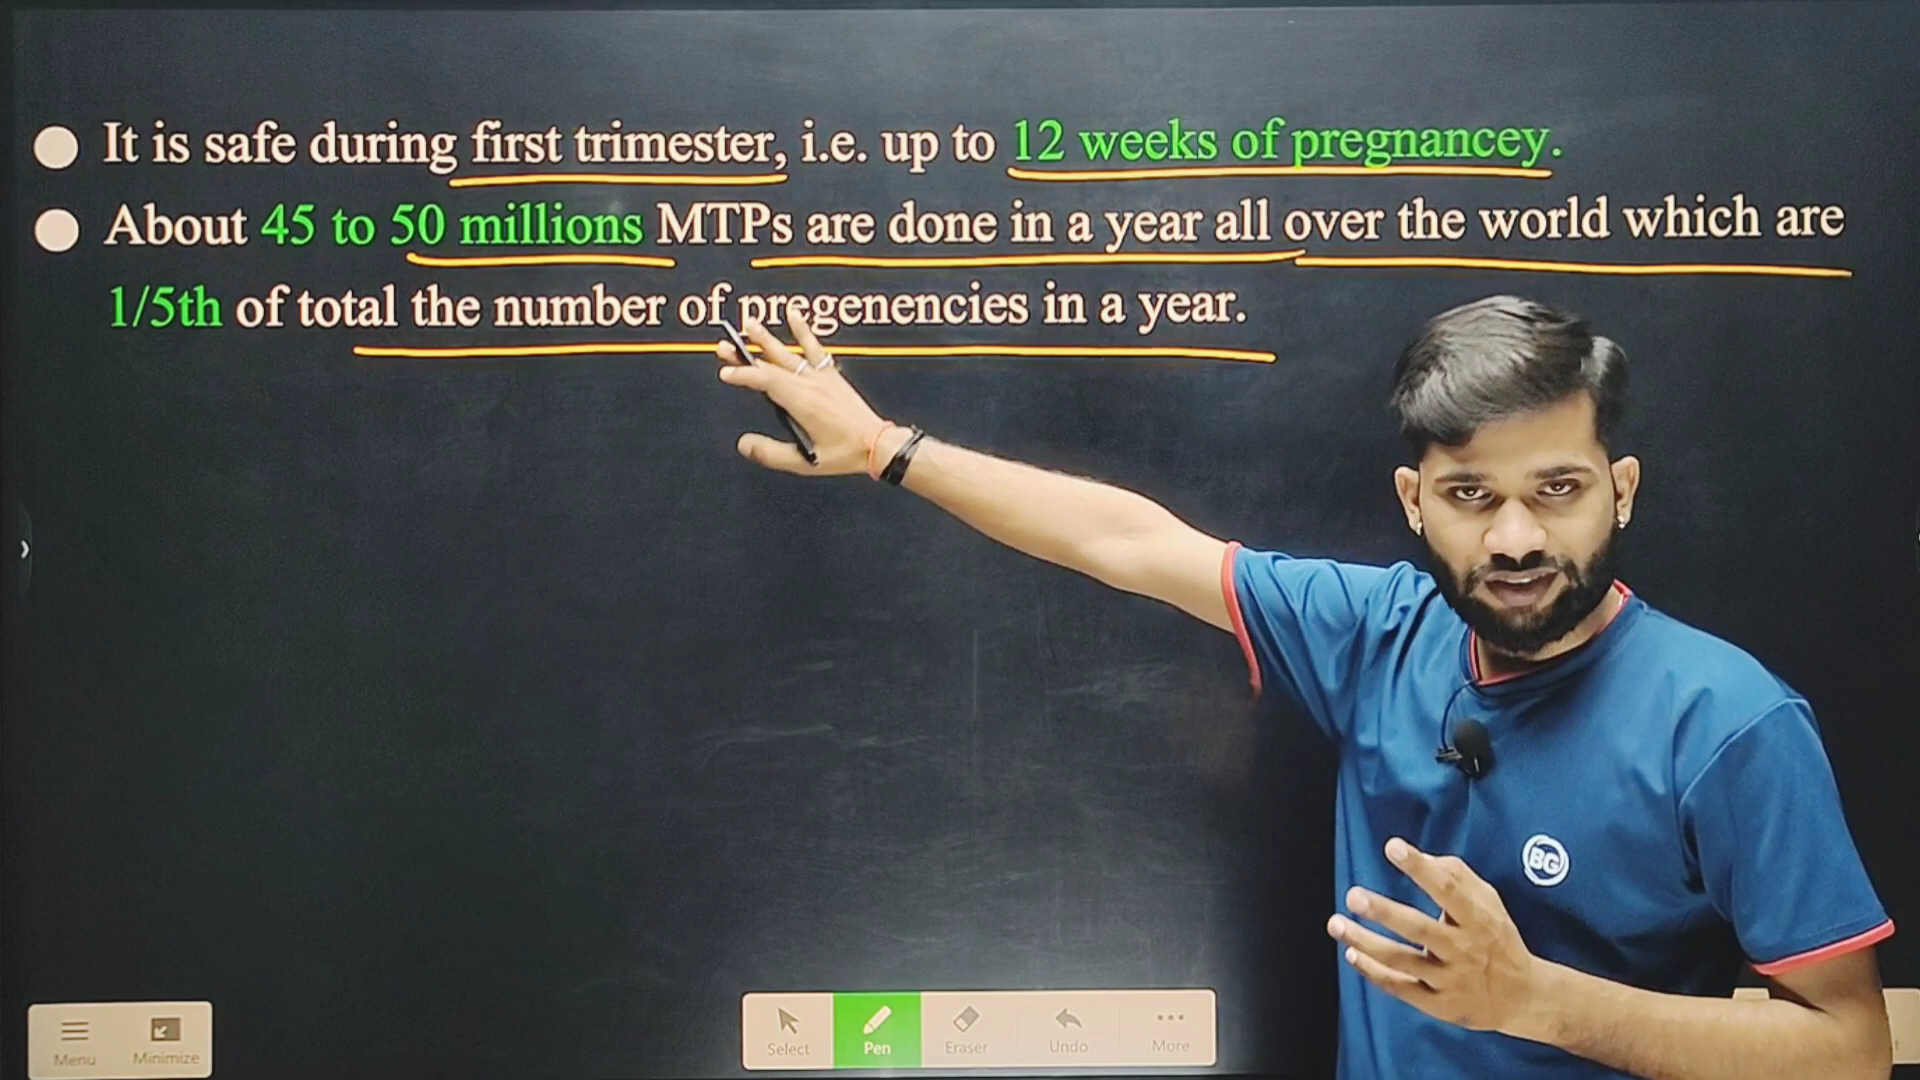 It is safe during first trimester, i.e. up to 12 weeks of pregnancey.
About 45 to 50 millions MTPs are done in a year all over the world which are
1/5th of total the number of pregenencies in a year.
BG
Menu
Minimize
Select
Pen
Eraser
Undo
More